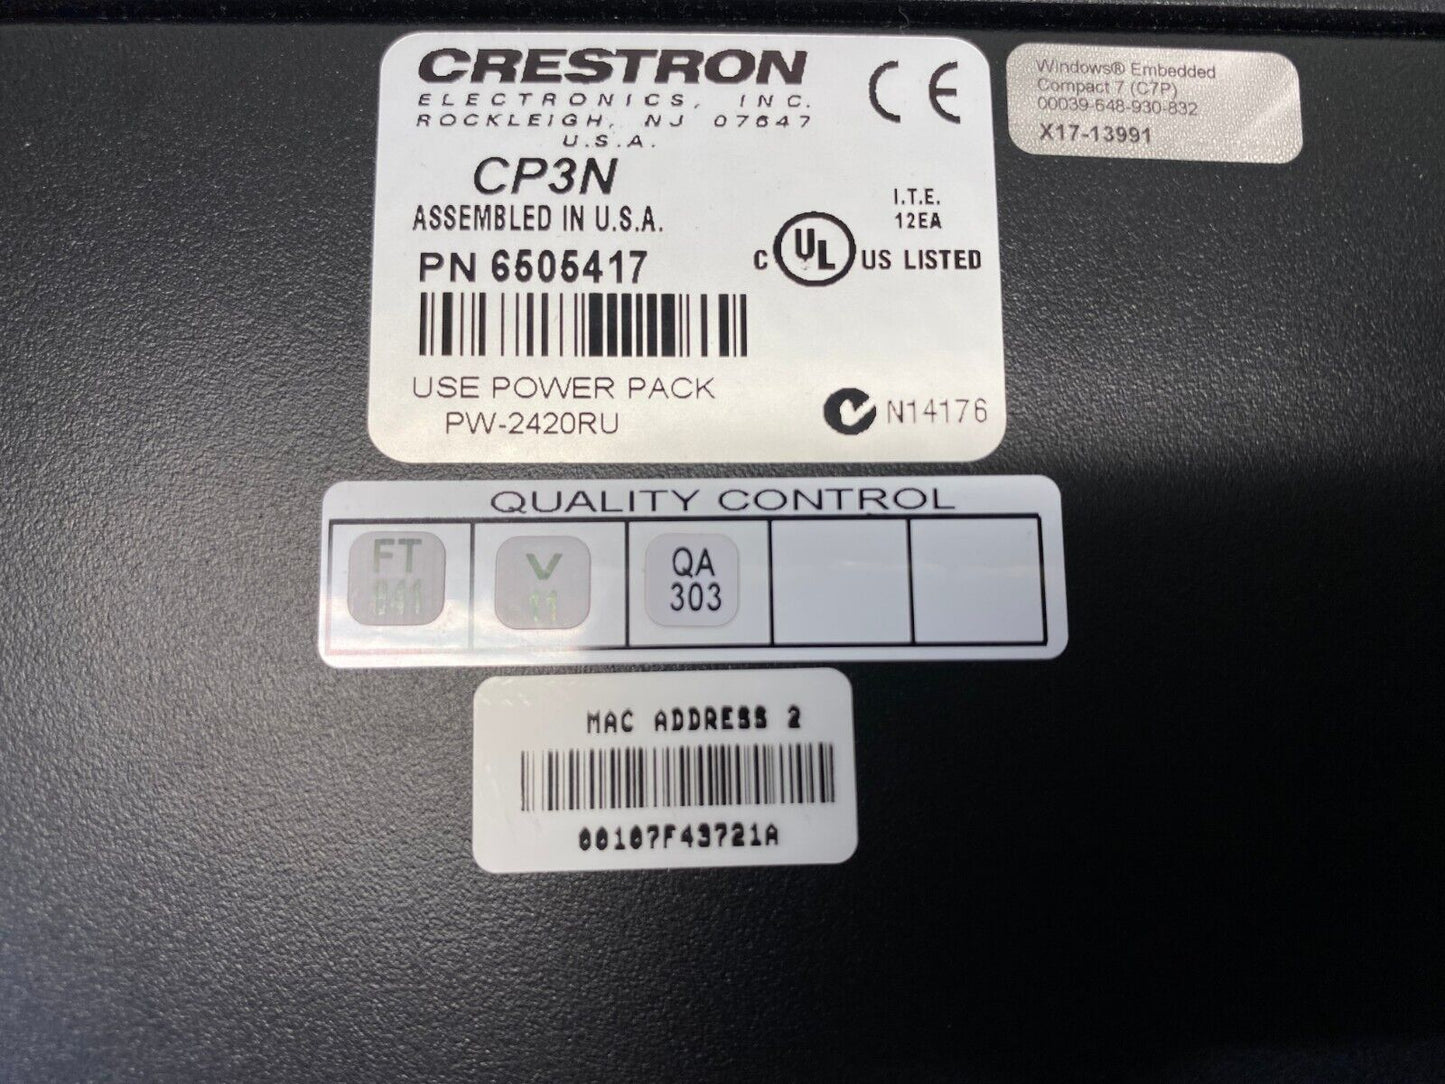 CRESTRON
ELECTRONICS, INC.
ROCKLEIGH, NJ 07647
U.S.A.
CP3N
ASSEMBLED IN U.S.A.
PN 6505417
USE POWER PACK
PW-2420RU
CE
I.T.E.
12EA
C UL US LISTED
N14176
Windows® Embedded
Compact 7 (C7P)
00039-648-930-832
X17-13991
QUALITY CONTROL
FT
V
11
QA
303
MAC ADDRESS 2
00107F43721A